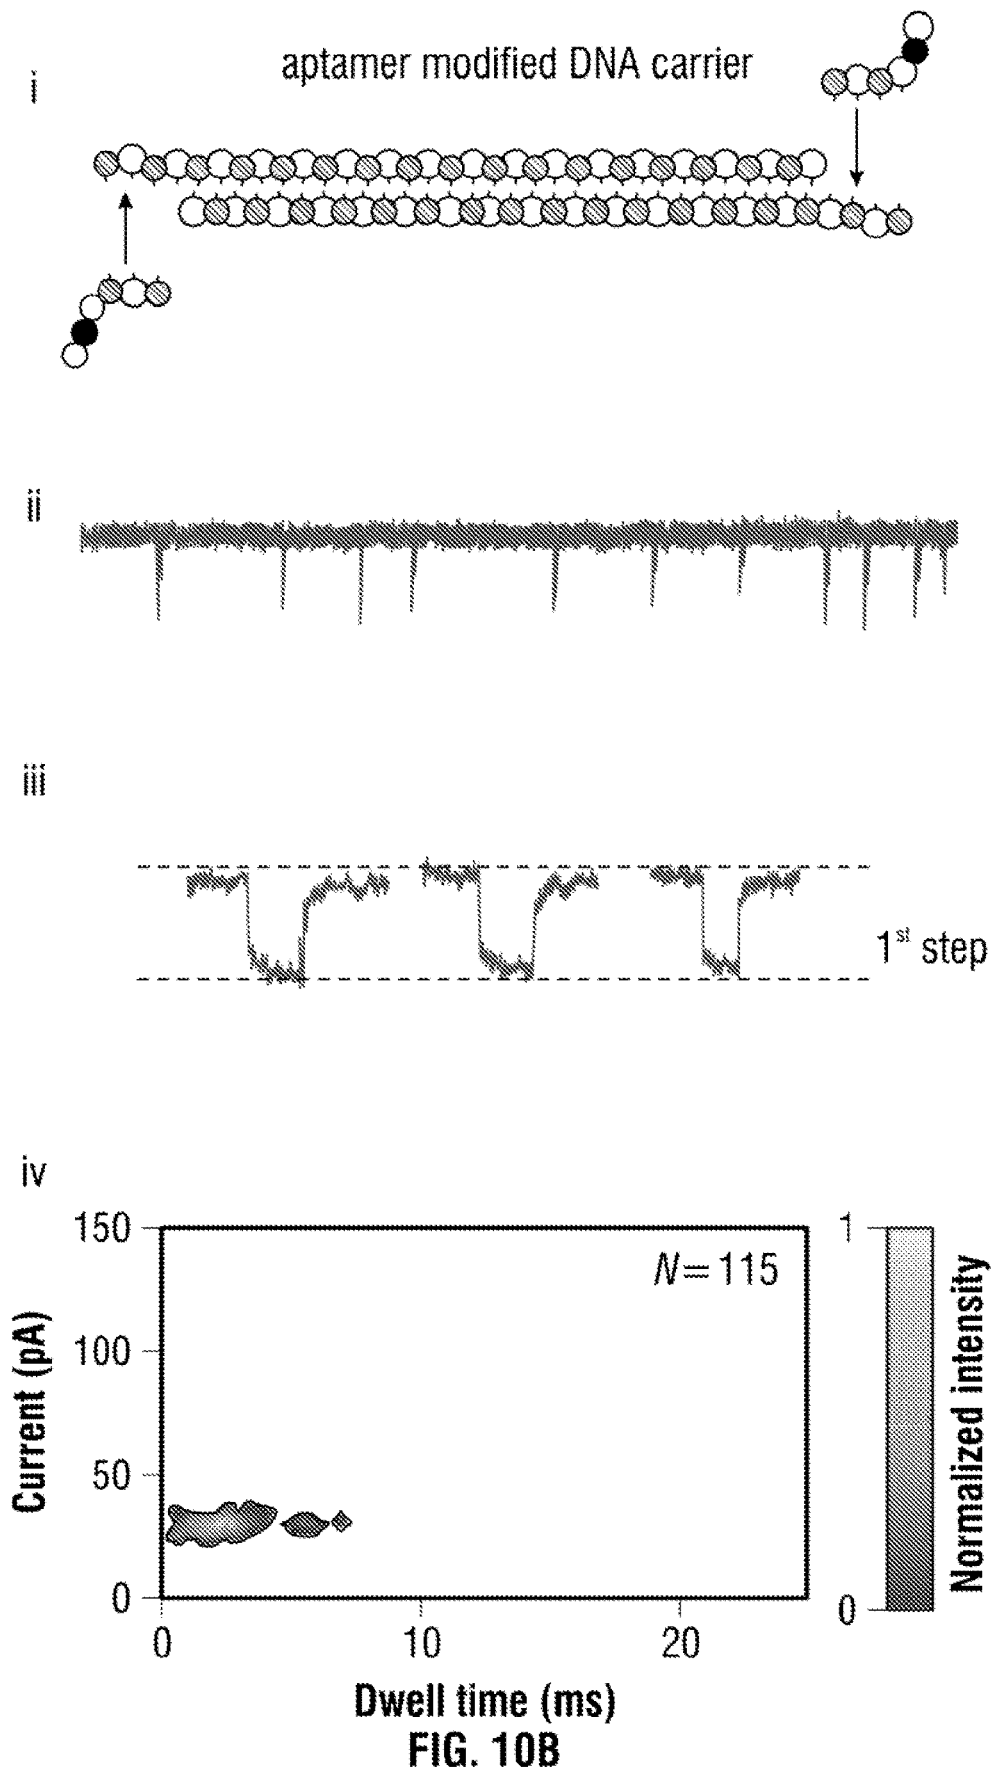 i
aptamer modified DNA carrier
ii
iii
1st step
iv
150
100
50
0
Current (pA)
N=115
1
0
Normalized intensity
0
10
20
Dwell time (ms)
FIG. 10B